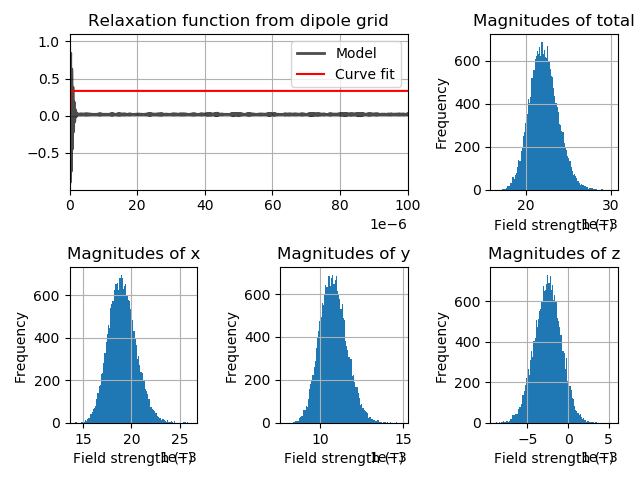 Relaxation function from dipole grid
1.0
0.5
0.0
−0.5
0 20 40 60 80 100
1e−6
Model
Curve fit
Magnitudes of total
Frequency
600
400
200
0
20 30
Field strength (T)
1e−3
Magnitudes of x
Frequency
600
400
200
0
15 20 25
Field strength (T)
1e−3
Magnitudes of y
Frequency
600
400
200
0
10 15
Field strength (T)
1e−3
Magnitudes of z
Frequency
600
400
200
0
−5 0 5
Field strength (T)
1e−3